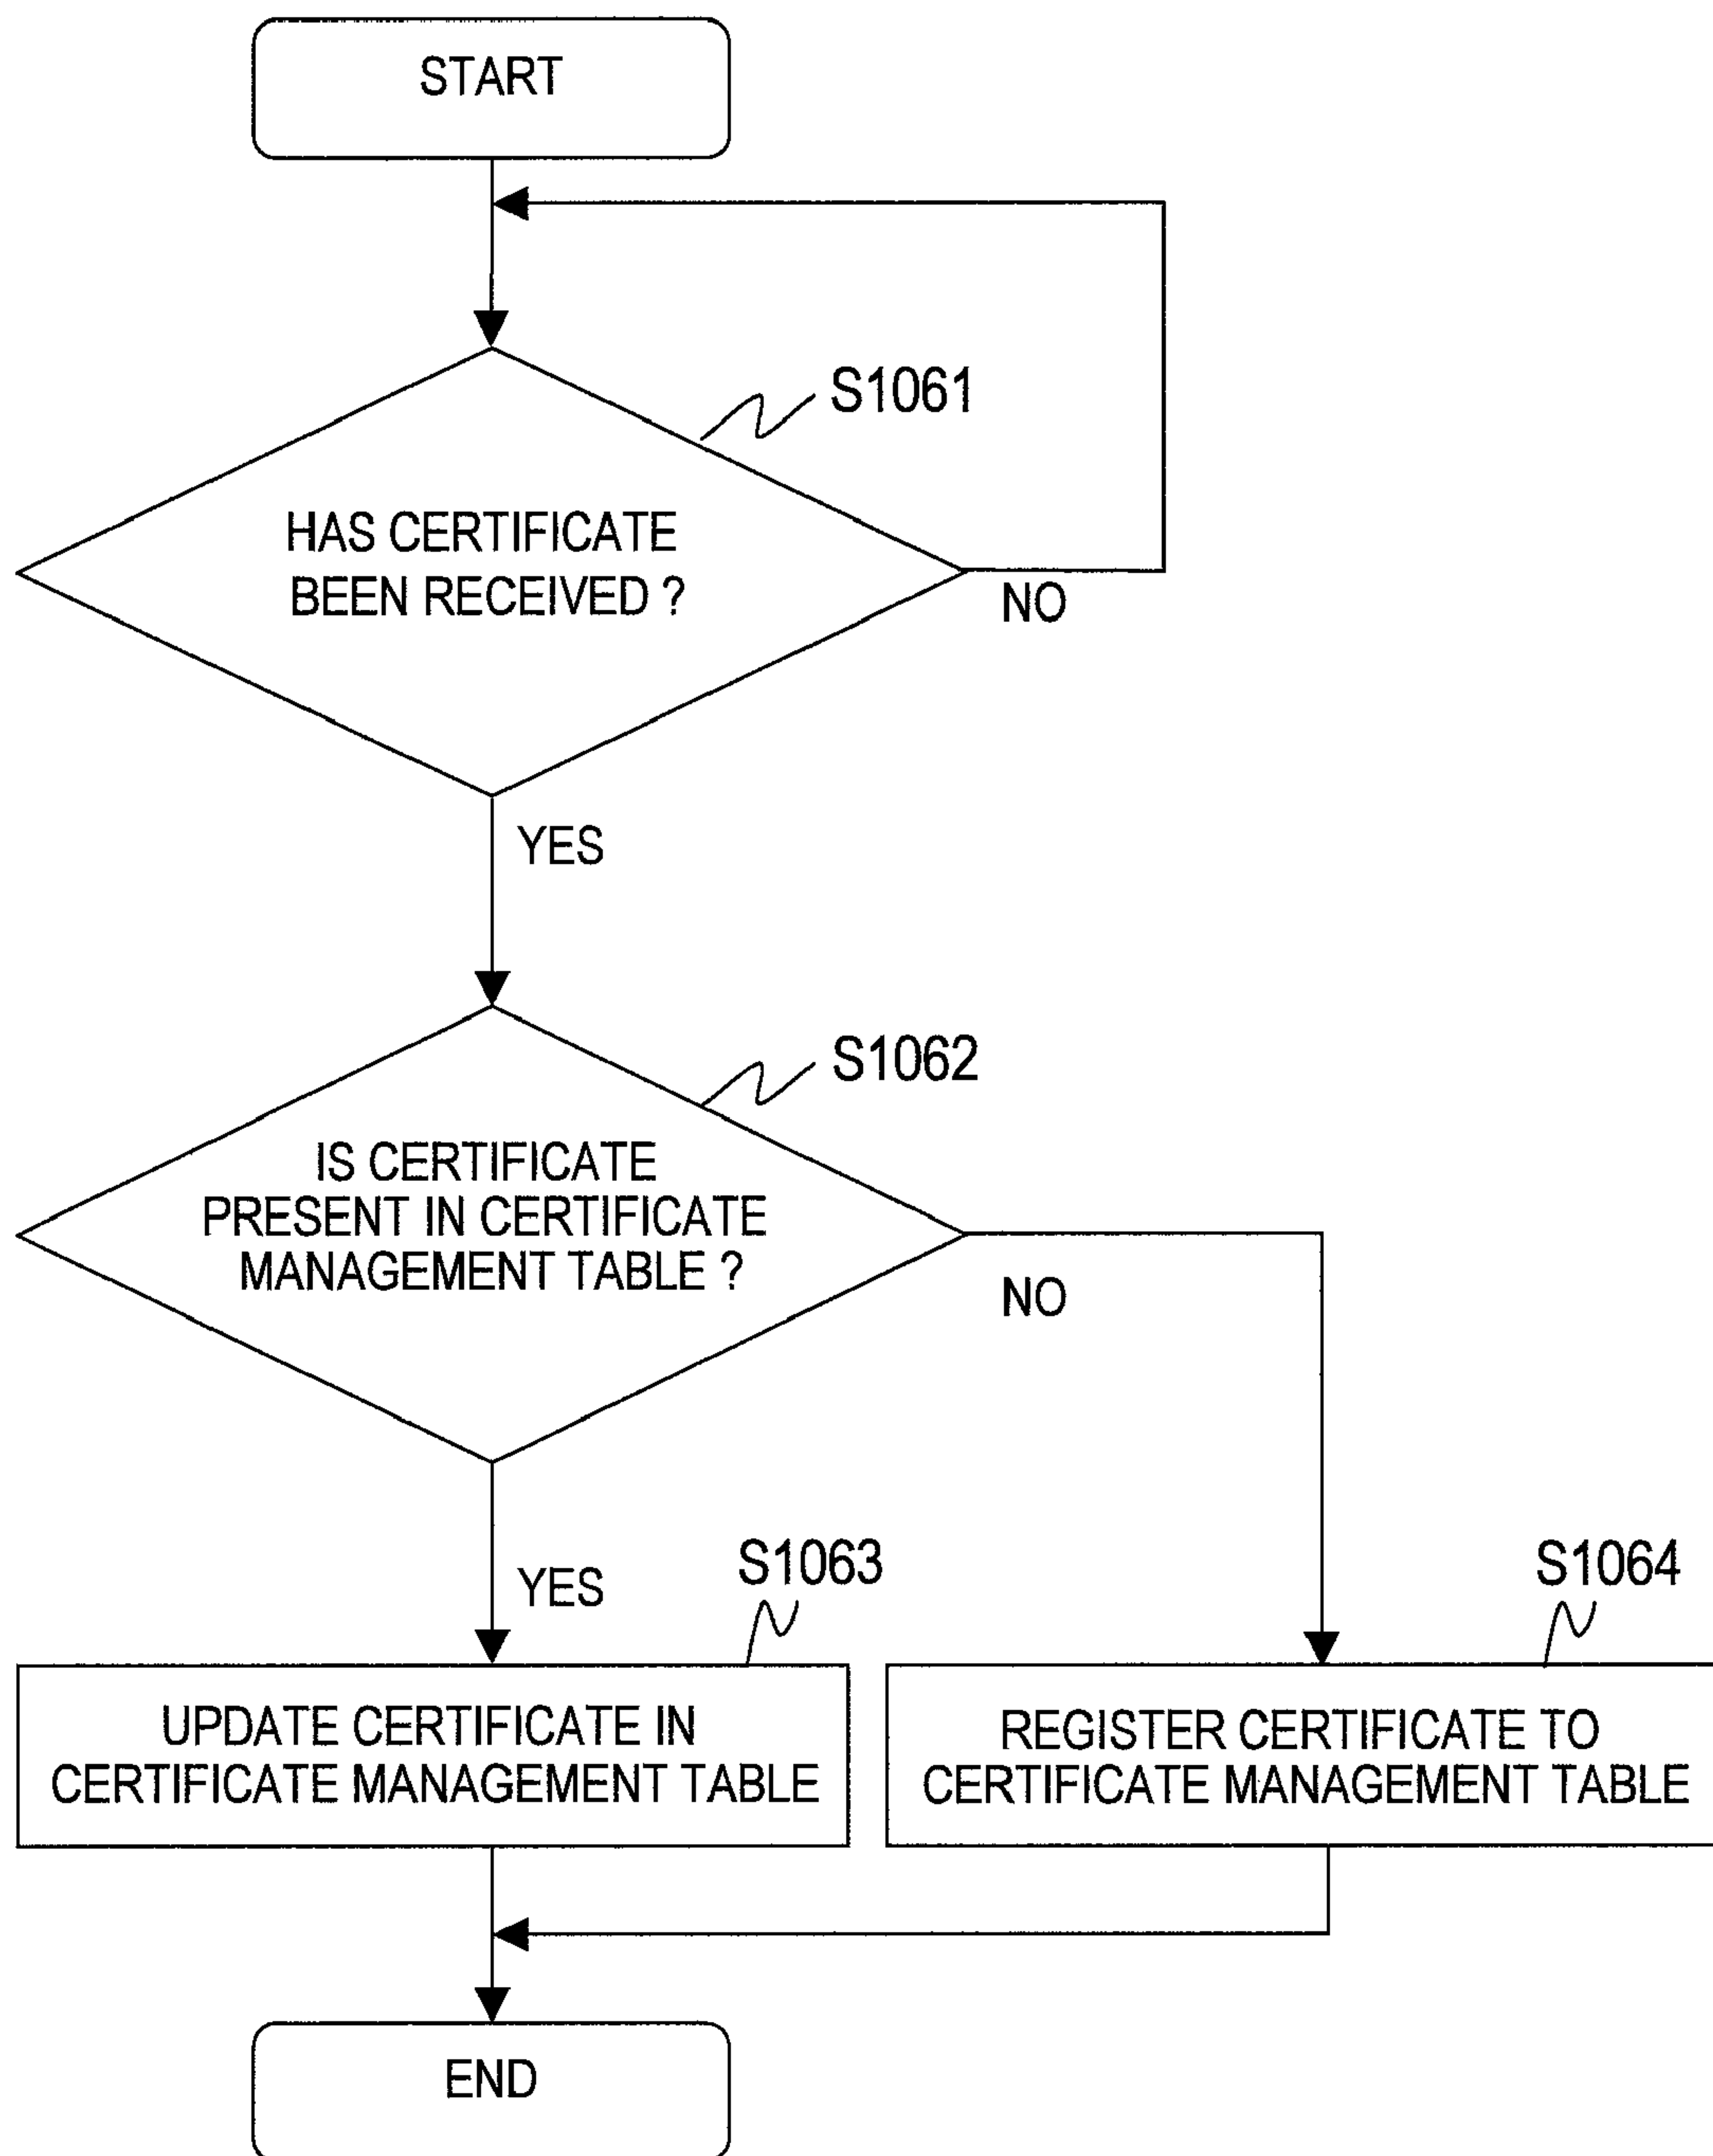 START
S1061
HAS CERTIFICATE
BEEN RECEIVED ?
NO
YES
S1062
IS CERTIFICATE
PRESENT IN CERTIFICATE
MANAGEMENT TABLE ?
NO
YES
S1063
S1064
UPDATE CERTIFICATE IN
CERTIFICATE MANAGEMENT TABLE
REGISTER CERTIFICATE TO
CERTIFICATE MANAGEMENT TABLE
END